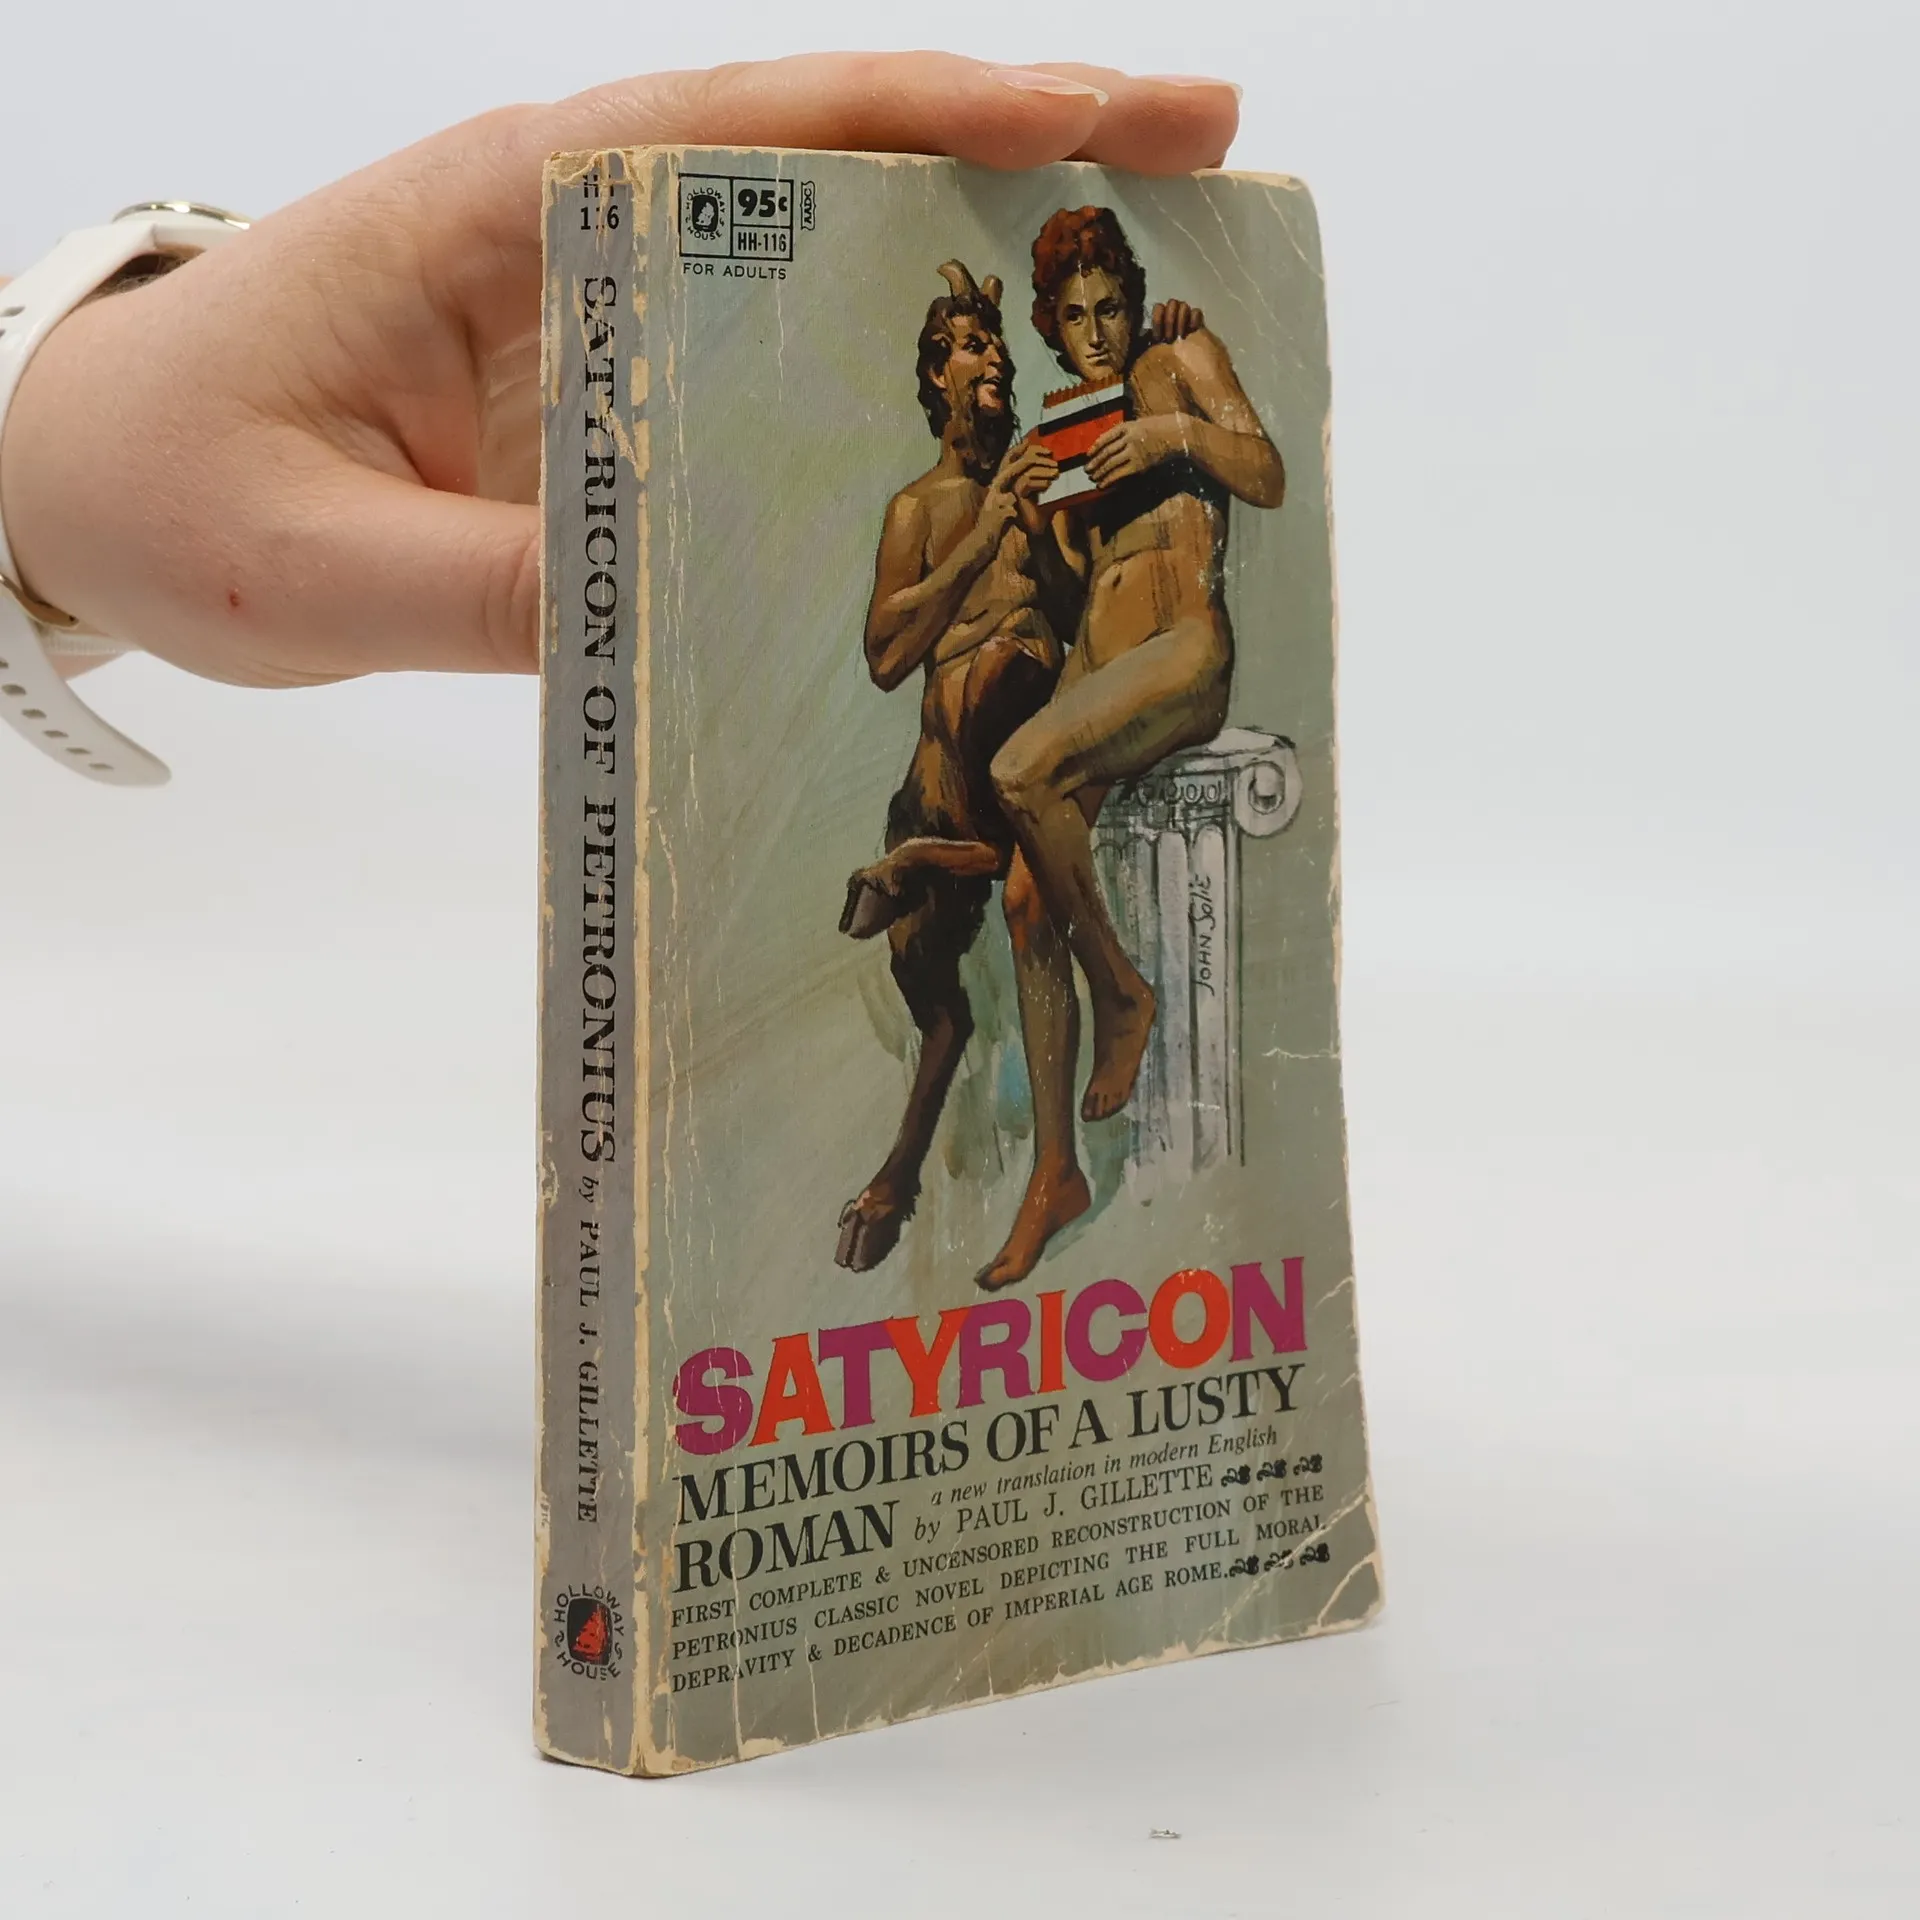 HH
116
SATYRICON OF PETRONIUS by PAUL J. GILLETTE
HOLLOWAY
HOUSE
HOLLOWAY
HOUSE
95¢
HH-116
AADC
FOR ADULTS
JOHN SOLIE
SATYRICON
MEMOIRS OF A LUSTY
ROMAN
a new translation in modern English
by PAUL J. GILLETTE
FIRST COMPLETE & UNCENSORED RECONSTRUCTION OF THE
PETRONIUS CLASSIC NOVEL DEPICTING THE FULL MORAL
DEPRAVITY & DECADENCE OF IMPERIAL AGE ROME.